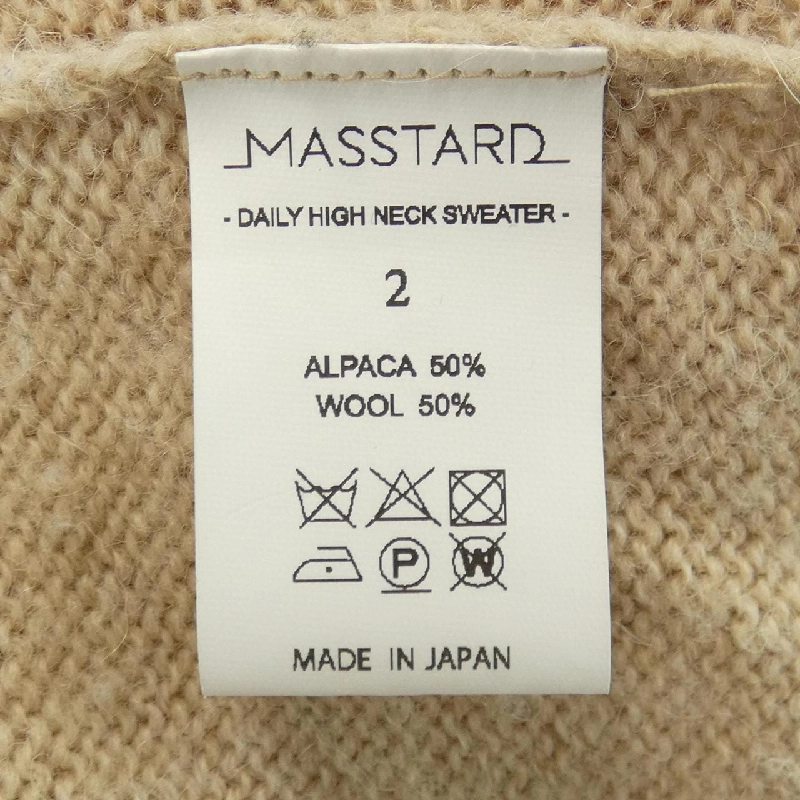 MASSTARD
- DAILY HIGH NECK SWEATER -
2
ALPACA 50%
WOOL 50%
P W
MADE IN JAPAN